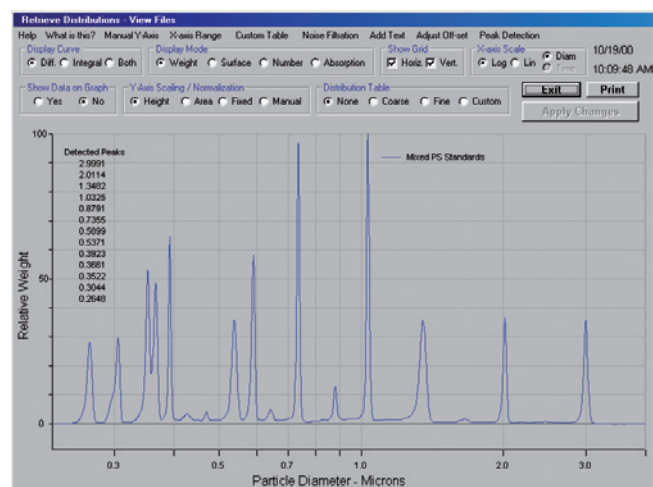 Retrieve Distributions - View Files
Help What is this? Manual Y-Axis X-axis Range Custom Table Noise Filtration Add Text Adjust Off-set Peak Detection
Display Curve Display Mode Show Grid X-axis Scale
Diff. Integral Both Weight Surface Number Absorption Horiz. Vert. Log Lin Diam
Time
10/19/00
10:09:48 AM
Show Data on Graph Y-Axis Scaling / Normalization Distribution Table
Yes No Height Area Fixed Manual None Coarse Fine Custom
Exit Print
Apply Changes
100
Detected Peaks
2.9991
2.0114
1.3482
1.0325
0.8791
0.7355
0.5899
0.5371
0.3923
0.3661
0.3522
0.3044
0.2648
Mixed PS Standards
50
Relative Weight
0
0.3 0.5 0.7 1.0 2.0 3.0
Particle Diameter - Microns